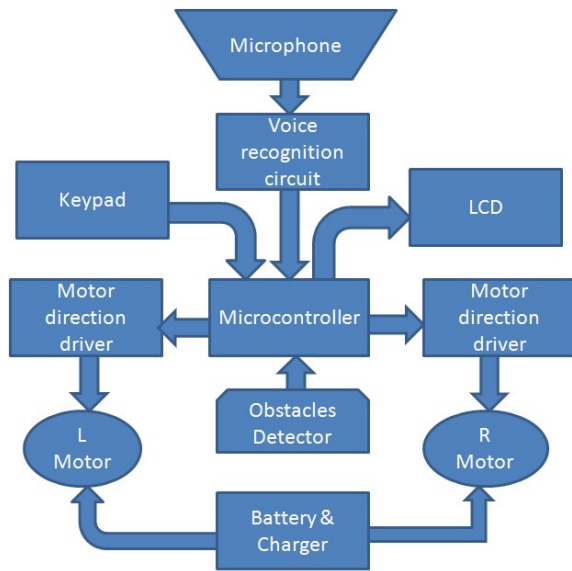 Microphone
Voice
recognition
circuit
Keypad
LCD
Motor
direction
driver
Microcontroller
Motor
direction
driver
Obstacles
Detector
L
Motor
R
Motor
Battery &
Charger